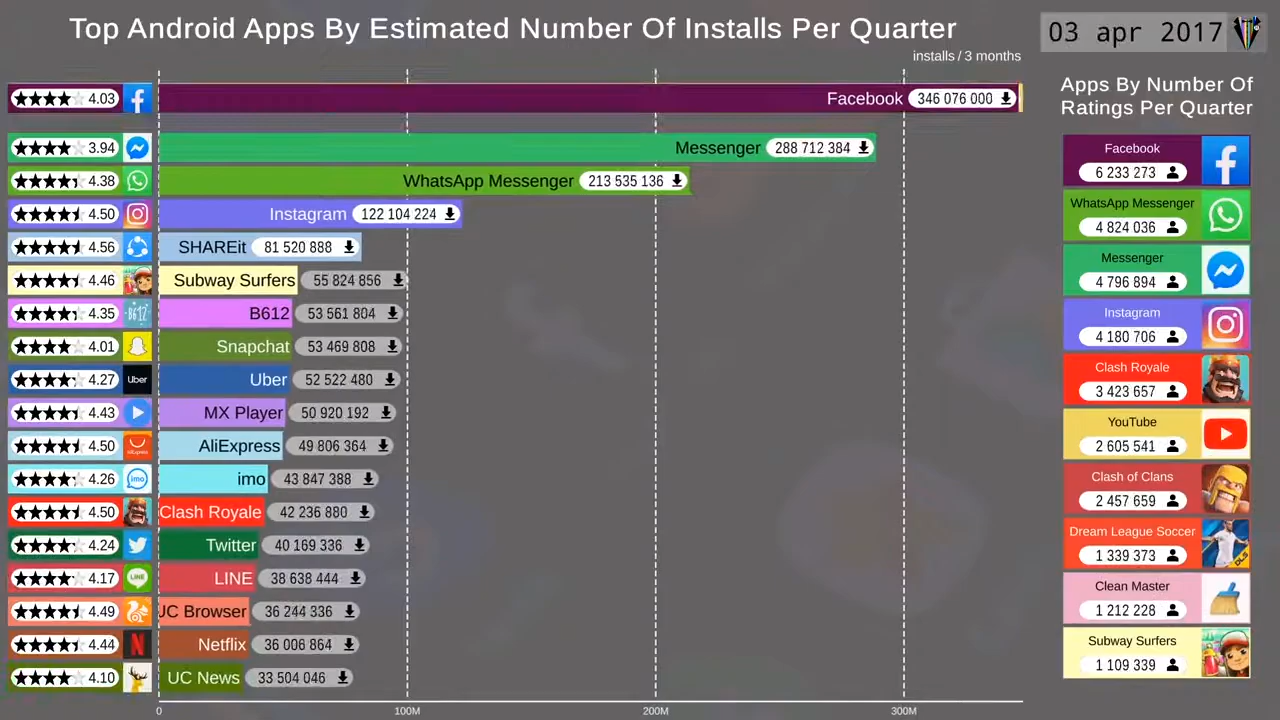 Top Android Apps By Estimated Number Of Installs Per Quarter
installs / 3 months
03 apr 2017
4.03 Facebook 346 076 000
3.94 Messenger 288 712 384
4.38 WhatsApp Messenger 213 535 136
4.50 Instagram 122 104 224
4.56 SHAREit 81 520 888
4.46 Subway Surfers 55 824 856
4.35 B612 B612 53 561 804
4.01 Snapchat 53 469 808
4.27 Uber Uber 52 522 480
4.43 MX Player 50 920 192
4.50 AliExpress 49 806 364
4.26 imo imo 43 847 388
4.50 Clash Royale 42 236 880
4.24 Twitter 40 169 336
4.17 LINE LINE 38 638 444
4.49 UC Browser 36 244 336
4.44 N Netflix 36 006 864
4.10 UC News 33 504 046
0 100M 200M 300M
Apps By Number Of
Ratings Per Quarter
Facebook
6 233 273
WhatsApp Messenger
4 824 036
Messenger
4 796 894
Instagram
4 180 706
Clash Royale
3 423 657
YouTube
2 605 541
Clash of Clans
2 457 659
Dream League Soccer
1 339 373
DLS
Clean Master
1 212 228
Subway Surfers
1 109 339